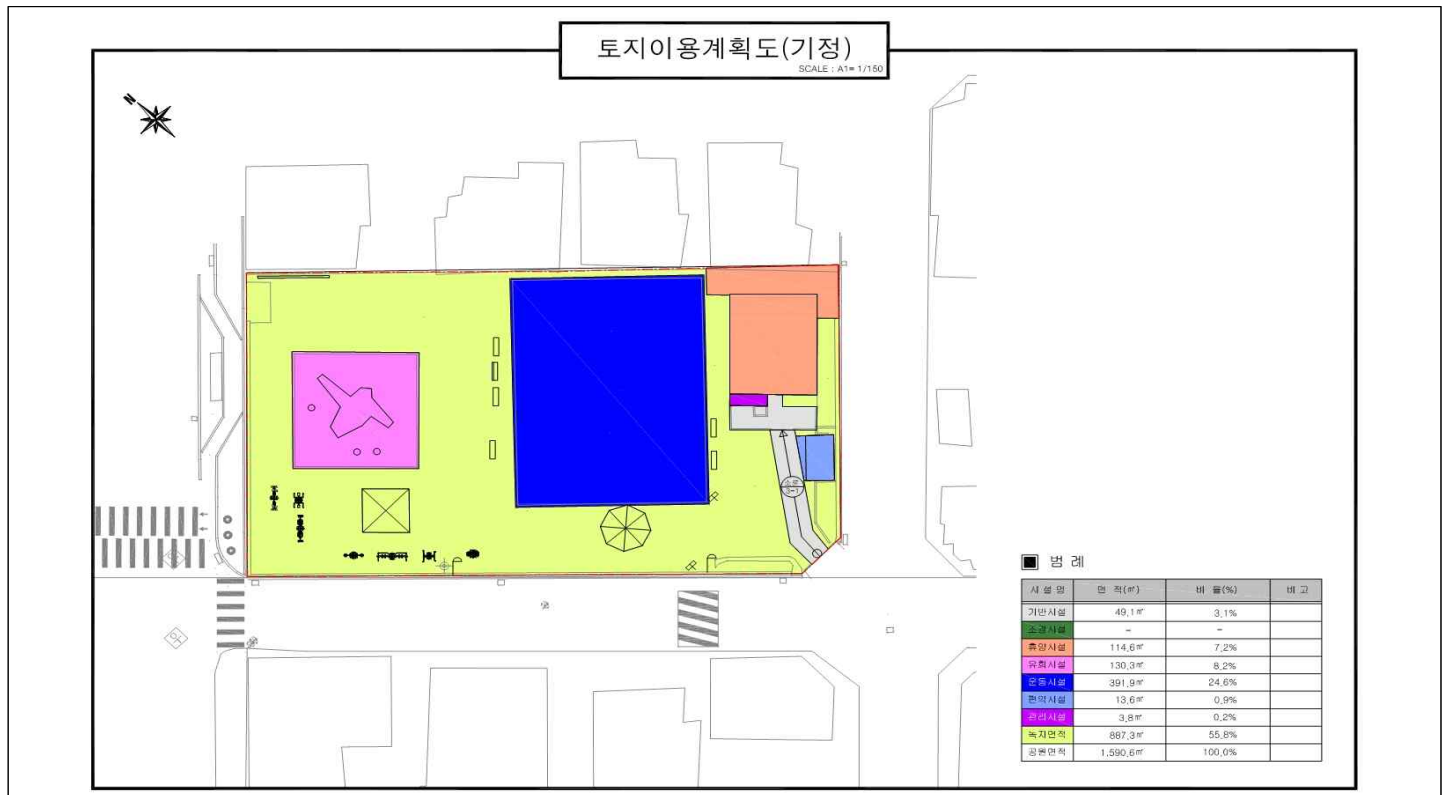 토지이용계획도(기정)
SCALE : A1= 1/150
N
범 례
시 설 명 면 적(㎡) 비 율(%) 비 고
기반시설 49.1㎡ 3.1%
조경시설 - -
휴양시설 114.6㎡ 7.2%
유희시설 130.3㎡ 8.2%
운동시설 391.9㎡ 24.6%
편익시설 13.6㎡ 0.9%
관리시설 3.8㎡ 0.2%
녹지면적 887.3㎡ 55.8%
공원면적 1,590.6㎡ 100.0%